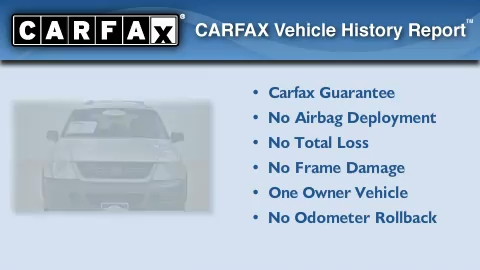 CARFAX® CARFAX Vehicle History Report™
• Carfax Guarantee
• No Airbag Deployment
• No Total Loss
• No Frame Damage
• One Owner Vehicle
• No Odometer Rollback